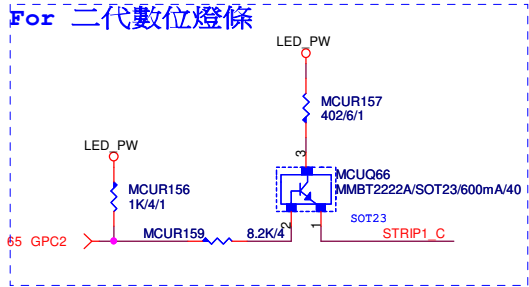 For 二代數位燈條
LED_PW
MCUR157
402/6/1
LED_PW
3
MCUQ66
MMBT2222A/SOT23/600mA/40
MCUR156
1K/4/1
2
1
SOT23
65 GPC2
MCUR159
8.2K/4
STRIP1_C